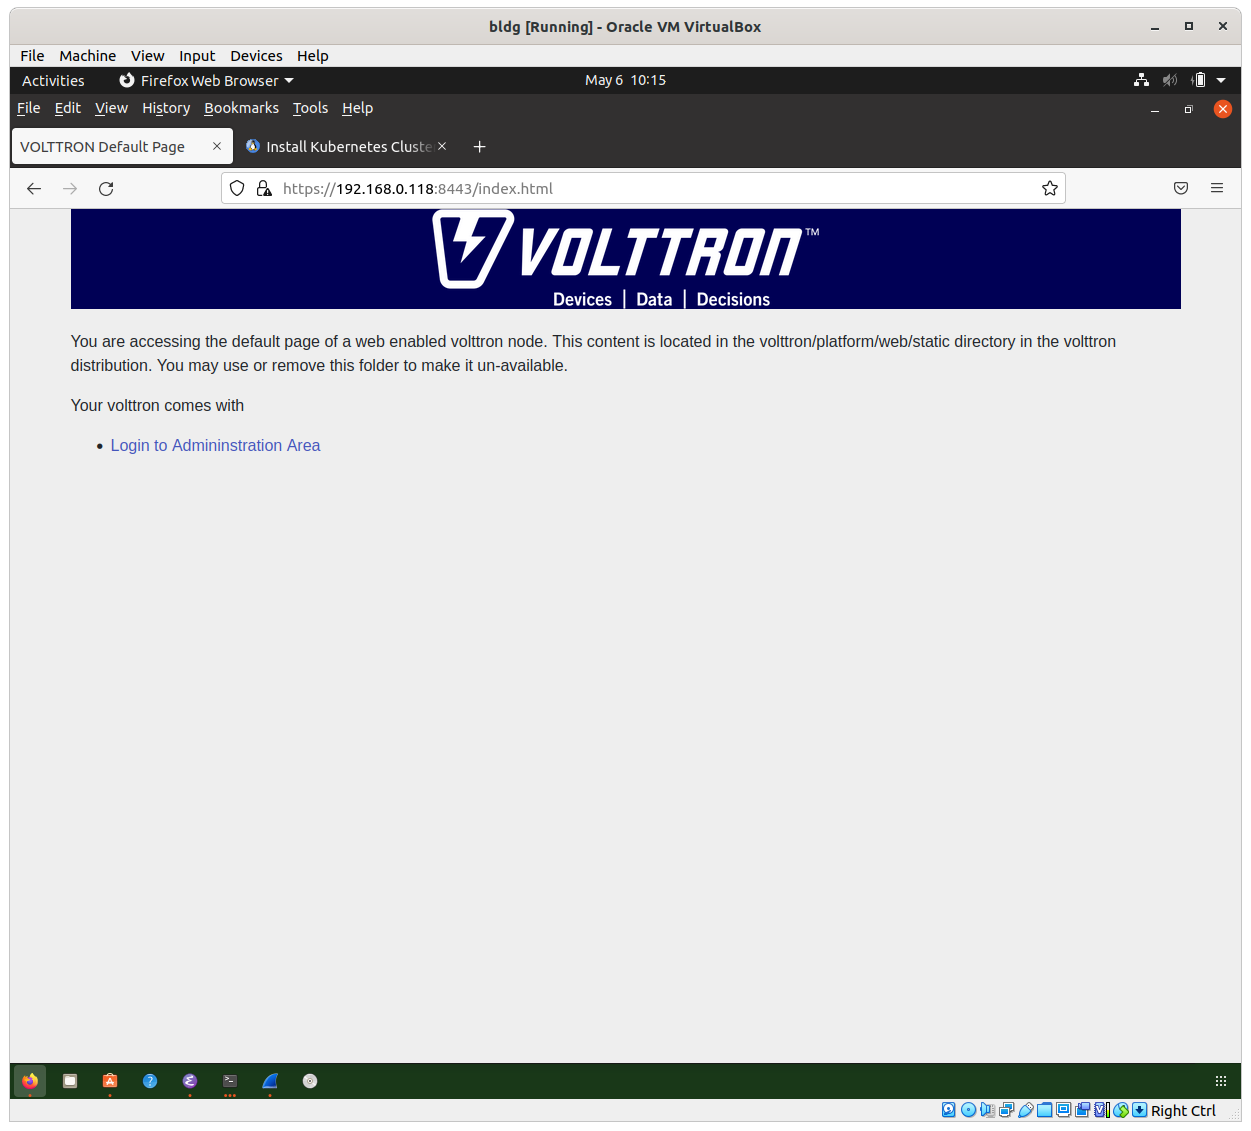 bldg [Running] - Oracle VM VirtualBox
File Machine View Input Devices Help
Activities Firefox Web Browser May 6 10:15
File Edit View History Bookmarks Tools Help
VOLTTRON Default Page Install Kubernetes Cluste
https://192.168.0.118:8443/index.html
VOLTTRON™
Devices | Data | Decisions
You are accessing the default page of a web enabled volttron node. This content is located in the volttron/platform/web/static directory in the volttron
distribution. You may use or remove this folder to make it un-available.
Your volttron comes with
• Login to Admininstration Area
Right Ctrl